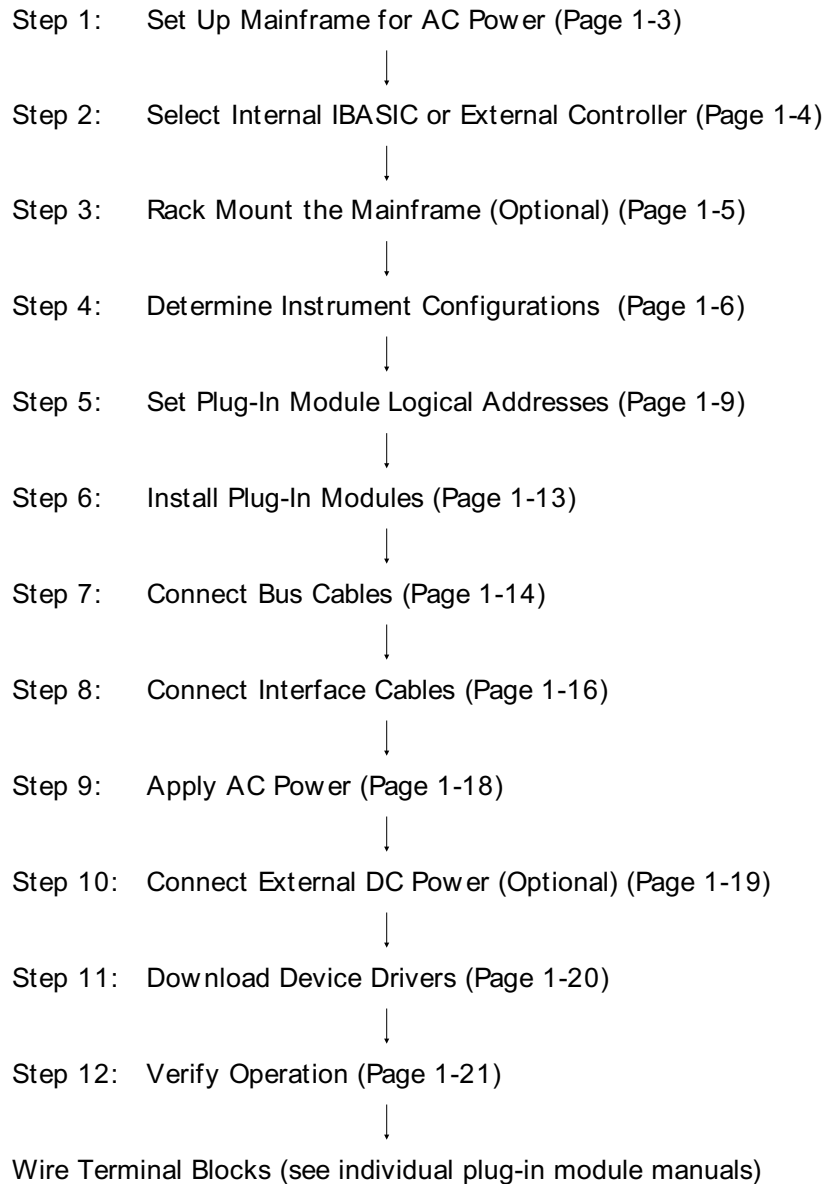 Step 1: Set Up Mainframe for AC Power (Page 1-3)
Step 2: Select Internal IBASIC or External Controller (Page 1-4)
Step 3: Rack Mount the Mainframe (Optional) (Page 1-5)
Step 4: Determine Instrument Configurations (Page 1-6)
Step 5: Set Plug-In Module Logical Addresses (Page 1-9)
Step 6: Install Plug-In Modules (Page 1-13)
Step 7: Connect Bus Cables (Page 1-14)
Step 8: Connect Interface Cables (Page 1-16)
Step 9: Apply AC Power (Page 1-18)
Step 10: Connect External DC Power (Optional) (Page 1-19)
Step 11: Download Device Drivers (Page 1-20)
Step 12: Verify Operation (Page 1-21)
Wire Terminal Blocks (see individual plug-in module manuals)